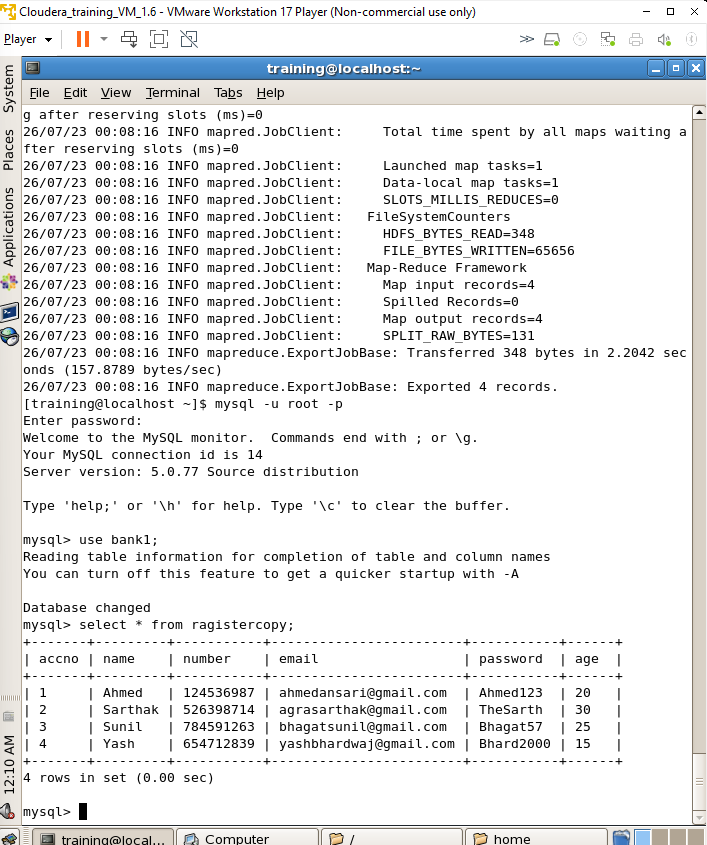 Cloudera_training_VM_1.6 - VMware Workstation 17 Player (Non-commercial use only)
Player
training@localhost:~
File Edit View Terminal Tabs Help
System
Places
Applications
g after reserving slots (ms)=0
26/07/23 00:08:16 INFO mapred.JobClient:     Total time spent by all maps waiting a
fter reserving slots (ms)=0
26/07/23 00:08:16 INFO mapred.JobClient:     Launched map tasks=1
26/07/23 00:08:16 INFO mapred.JobClient:     Data-local map tasks=1
26/07/23 00:08:16 INFO mapred.JobClient:     SLOTS_MILLIS_REDUCES=0
26/07/23 00:08:16 INFO mapred.JobClient:   FileSystemCounters
26/07/23 00:08:16 INFO mapred.JobClient:     HDFS_BYTES_READ=348
26/07/23 00:08:16 INFO mapred.JobClient:     FILE_BYTES_WRITTEN=65656
26/07/23 00:08:16 INFO mapred.JobClient:   Map-Reduce Framework
26/07/23 00:08:16 INFO mapred.JobClient:     Map input records=4
26/07/23 00:08:16 INFO mapred.JobClient:     Spilled Records=0
26/07/23 00:08:16 INFO mapred.JobClient:     Map output records=4
26/07/23 00:08:16 INFO mapred.JobClient:     SPLIT_RAW_BYTES=131
26/07/23 00:08:16 INFO mapreduce.ExportJobBase: Transferred 348 bytes in 2.2042 sec
onds (157.8789 bytes/sec)
26/07/23 00:08:16 INFO mapreduce.ExportJobBase: Exported 4 records.
[training@localhost ~]$ mysql -u root -p
Enter password:
Welcome to the MySQL monitor.  Commands end with ; or \g.
Your MySQL connection id is 14
Server version: 5.0.77 Source distribution
Type 'help;' or '\h' for help. Type '\c' to clear the buffer.
mysql> use bank1;
Reading table information for completion of table and column names
You can turn off this feature to get a quicker startup with -A
Database changed
mysql> select * from ragistercopy;
+-------+---------+-----------+------------------------+-----------+------+
| accno | name    | number    | email                  | password  | age  |
+-------+---------+-----------+------------------------+-----------+------+
| 1     | Ahmed   | 124536987 | ahmedansari@gmail.com  | Ahmed123  | 20   |
| 2     | Sarthak | 526398714 | agrasarthak@gmail.com  | TheSarth  | 30   |
| 3     | Sunil   | 784591263 | bhagatsunil@gmail.com  | Bhagat57  | 25   |
| 4     | Yash    | 654712839 | yashbhardwaj@gmail.com | Bhard2000 | 15   |
+-------+---------+-----------+------------------------+-----------+------+
4 rows in set (0.00 sec)
mysql>
12:10 AM
training@local...
Computer
/
home